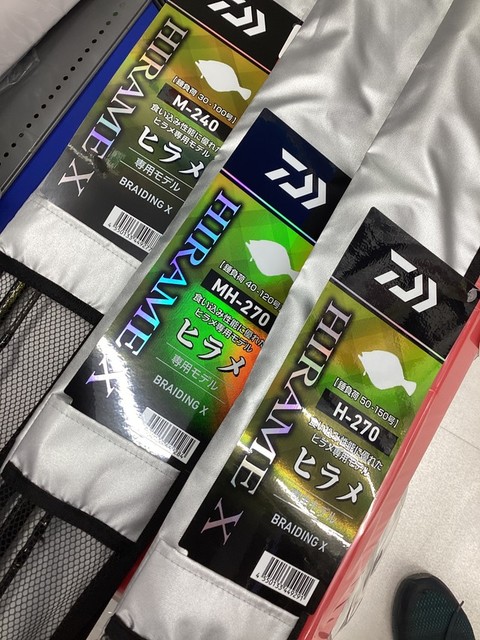 HIRAME X
[錘負荷 30-100号]
M-240
食い込み性能に優れた
ヒラメ専用モデル
ヒラメ
専用モデル
BRAIDING X
HIRAME X
[錘負荷 40-120号]
MH-270
食い込み性能に優れた
ヒラメ専用モデル
ヒラメ
専用モデル
BRAIDING X
HIRAME X
[錘負荷 50-150号]
H-270
食い込み性能に優れた
ヒラメ専用モデル
ヒラメ
BRAIDING X